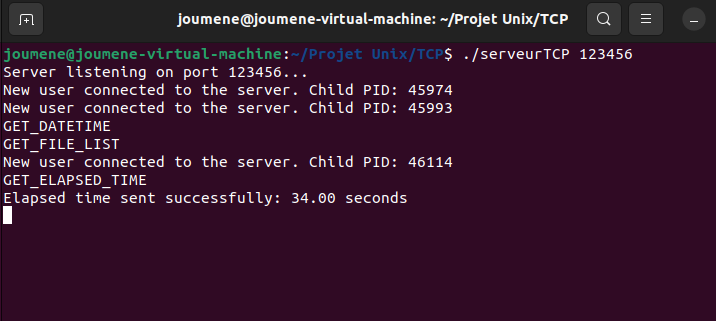 joumene@joumene-virtual-machine: ~/Projet Unix/TCP
joumene@joumene-virtual-machine:~/Projet Unix/TCP$ ./serveurTCP 123456
Server listening on port 123456...
New user connected to the server. Child PID: 45974
New user connected to the server. Child PID: 45993
GET_DATETIME
GET_FILE_LIST
New user connected to the server. Child PID: 46114
GET_ELAPSED_TIME
Elapsed time sent successfully: 34.00 seconds